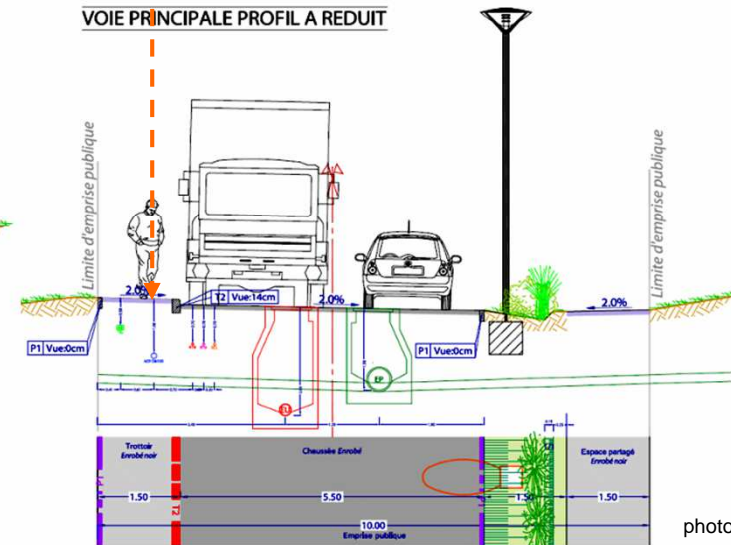 VOIE PRINCIPALE PROFIL A REDUIT
Limite d'emprise publique
Limite d'emprise publique
2.0%
T2 Vue:14cm
2.0%
2.0%
P1 Vue:0cm
P1 Vue:0cm
EP
Trottoir
Enrobé noir
Chaussée Enrobé
Espace partagé
Enrobé noir
1.50
5.50
1.50
1.50
T2
10.00
Emprise publique
photo